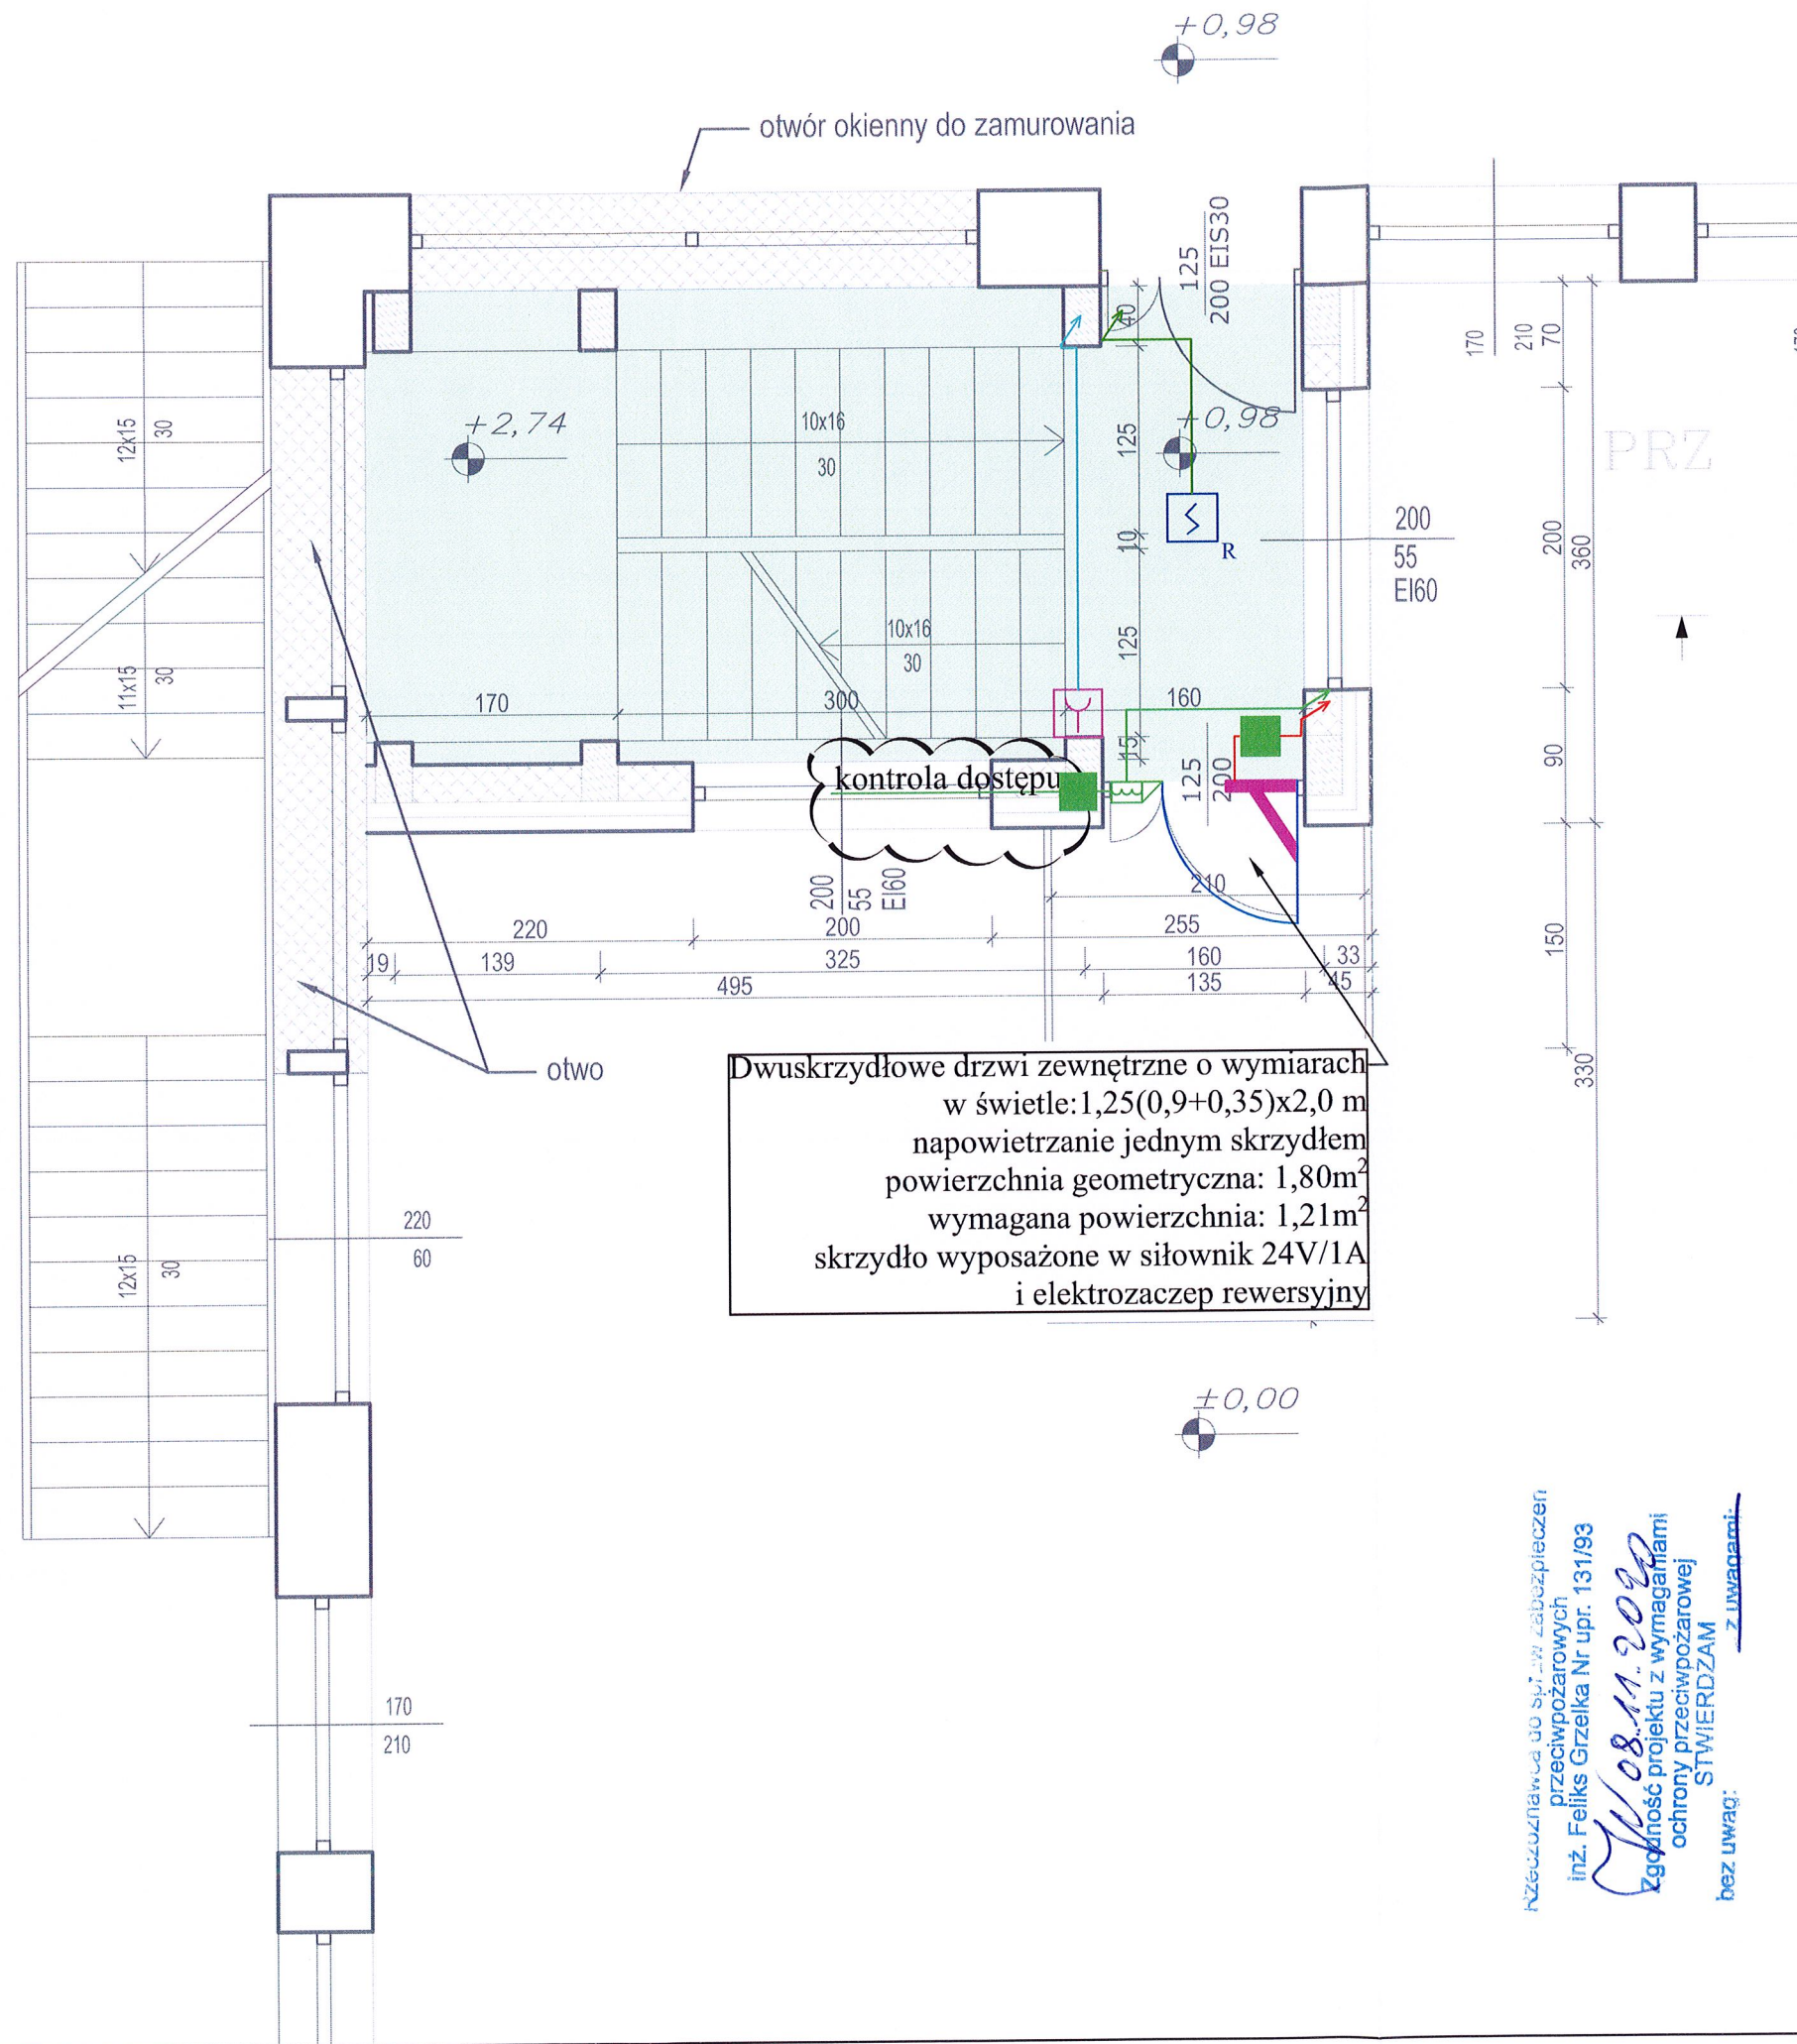 +0,98
otwór okienny do zamurowania
125
200 EIS30
40
170
210
70
12x15
30
+2,74
10x16
30
125
+0,98
PRZ
R
10
200
55
EI60
200
360
10x16
30
125
11x15
30
170
300
160
15
kontrola dostępu
125
200
90
200
55
EI60
210
220
200
255
150
19
139
325
160
33
495
135
45
otwo
330
Dwuskrzydłowe drzwi zewnętrzne o wymiarach
w świetle:1,25(0,9+0,35)x2,0 m
napowietrzanie jednym skrzydłem
powierzchnia geometryczna: 1,80m²
wymagana powierzchnia: 1,21m²
skrzydło wyposażone w siłownik 24V/1A
i elektrozaczep rewersyjny
220
60
12x15
30
±0,00
170
210
Rzeczoznawca do spraw zabezpieczeń
przeciwpożarowych
inż. Feliks Grzelka Nr upr. 131/93
08.11.2020
Zgodność projektu z wymaganiami
ochrony przeciwpożarowej
STWIERDZAM
bez uwag: z uwagami: